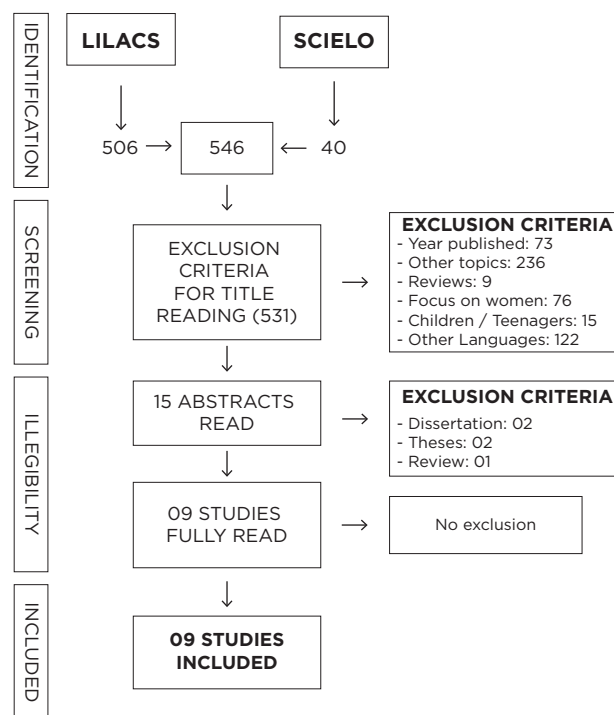 IDENTIFICATION
LILACS
SCIELO
506
546
40
SCREENING
EXCLUSION
CRITERIA
FOR TITLE
READING (531)
EXCLUSION CRITERIA
- Year published: 73
- Other topics: 236
- Reviews: 9
- Focus on women: 76
- Children / Teenagers: 15
- Other Languages: 122
ILLEGIBILITY
15 ABSTRACTS
READ
EXCLUSION CRITERIA
- Dissertation: 02
- Theses: 02
- Review: 01
09 STUDIES
FULLY READ
No exclusion
INCLUDED
09 STUDIES
INCLUDED